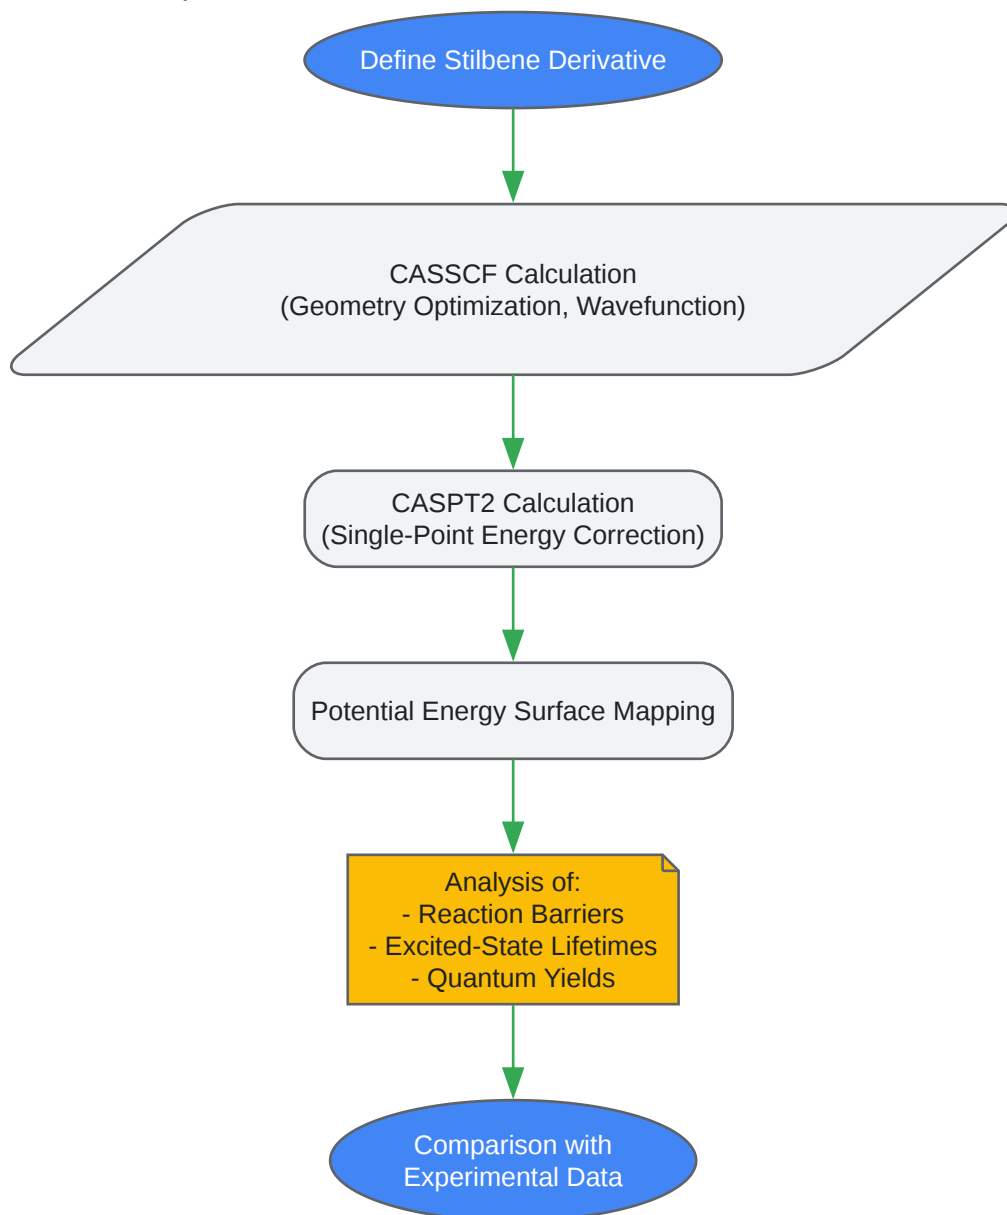 Define Stilbene Derivative
CASSCF Calculation
(Geometry Optimization, Wavefunction)
CASPT2 Calculation
(Single-Point Energy Correction)
Potential Energy Surface Mapping
Analysis of:
- Reaction Barriers
- Excited-State Lifetimes
- Quantum Yields
Comparison with
Experimental Data